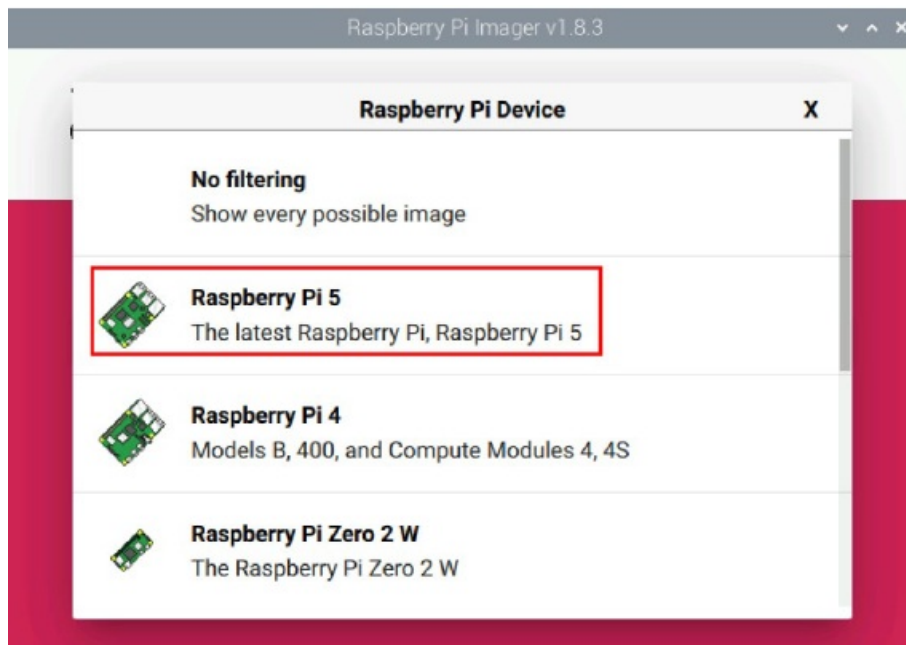 Raspberry Pi Imager v1.8.3
Raspberry Pi Device X
No filtering
Show every possible image
Raspberry Pi 5
The latest Raspberry Pi, Raspberry Pi 5
Raspberry Pi 4
Models B, 400, and Compute Modules 4, 4S
Raspberry Pi Zero 2 W
The Raspberry Pi Zero 2 W